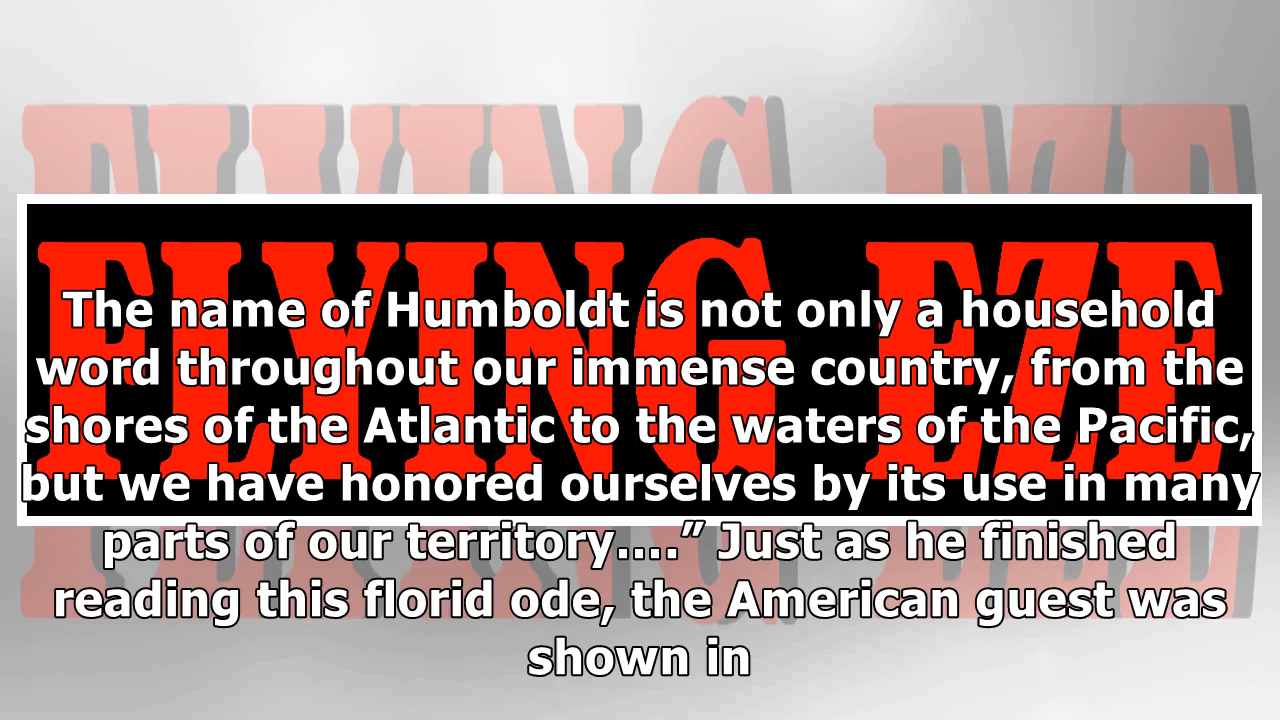 FLYING EZE
The name of Humboldt is not only a household
word throughout our immense country, from the
shores of the Atlantic to the waters of the Pacific,
but we have honored ourselves by its use in many
parts of our territory....” Just as he finished
reading this florid ode, the American guest was
shown in